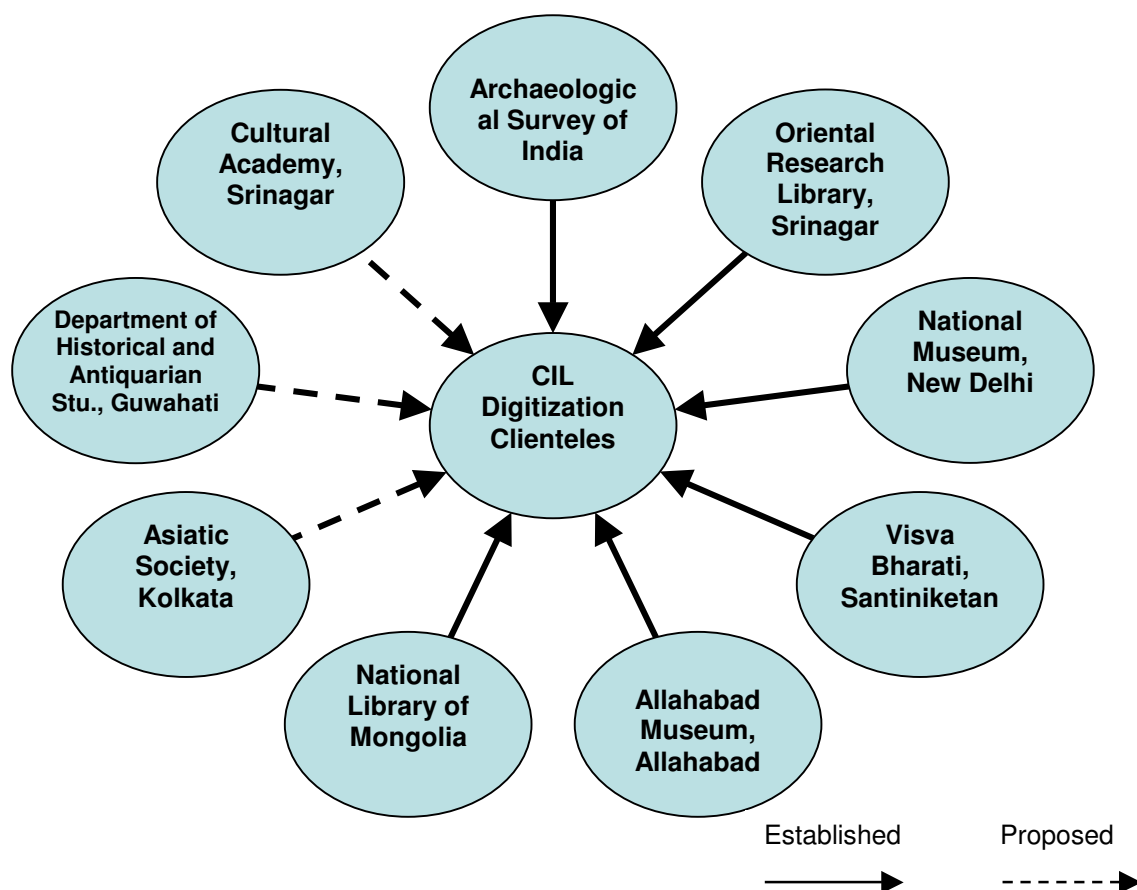 Archaeologic
al Survey of
India
Oriental
Research
Library,
Srinagar
National
Museum,
New Delhi
Visva
Bharati,
Santiniketan
Allahabad
Museum,
Allahabad
National
Library of
Mongolia
Asiatic
Society,
Kolkata
Department of
Historical and
Antiquarian
Stu., Guwahati
Cultural
Academy,
Srinagar
CIL
Digitization
Clienteles
Established
Proposed